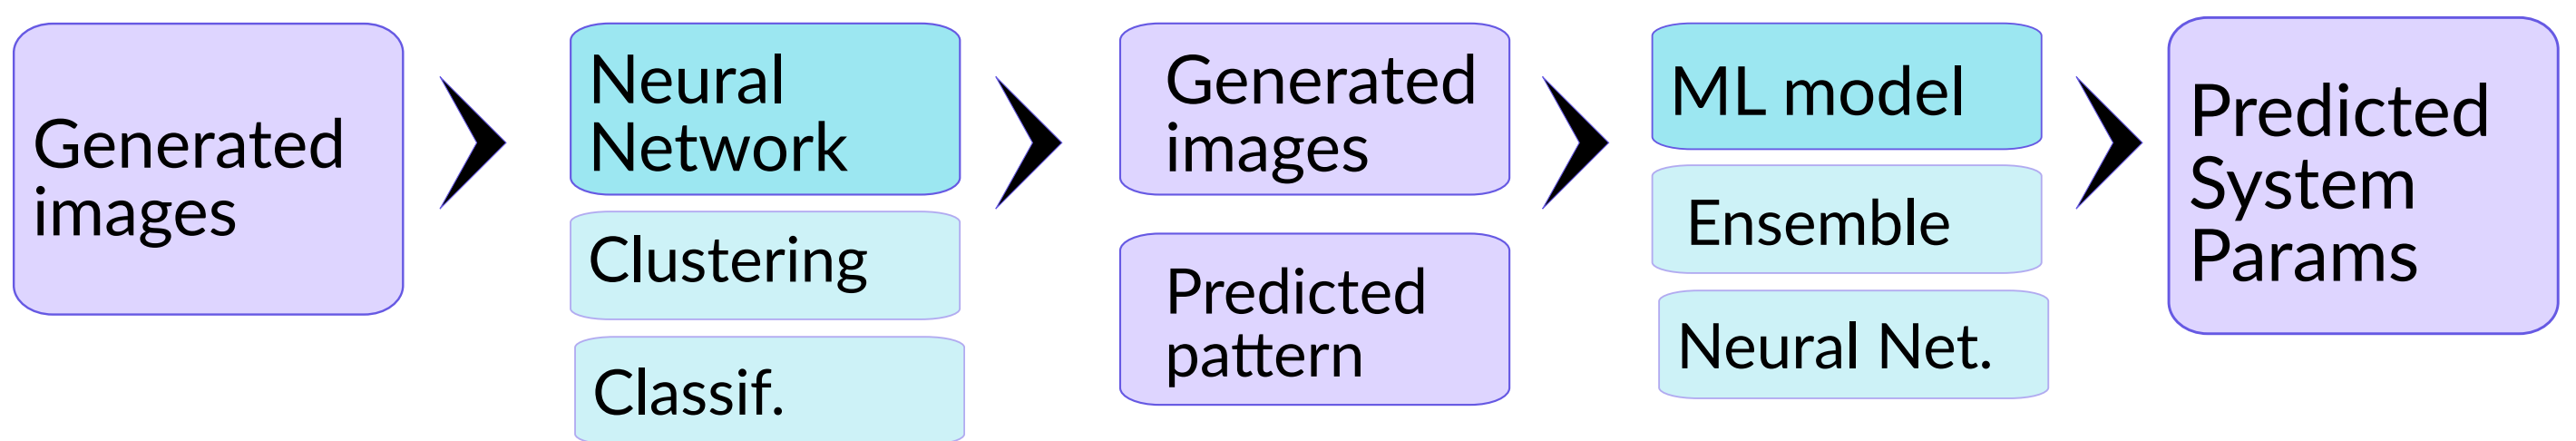 Generated
images
Neural
Network
Clustering
Classif.
Generated
images
Predicted
pattern
ML model
Ensemble
Neural Net.
Predicted
System
Params